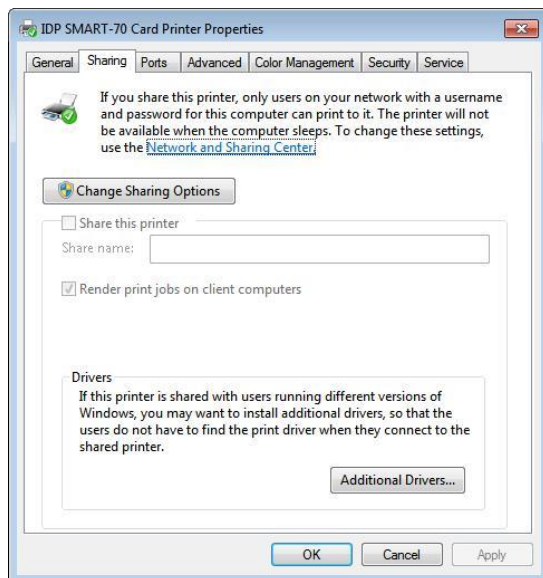 IDP SMART-70 Card Printer Properties
General Sharing Ports Advanced Color Management Security Service
If you share this printer, only users on your network with a username
and password for this computer can print to it. The printer will not
be available when the computer sleeps. To change these settings,
use the Network and Sharing Center.
Change Sharing Options
Share this printer
Share name:
Render print jobs on client computers
Drivers
If this printer is shared with users running different versions of
Windows, you may want to install additional drivers, so that the
users do not have to find the print driver when they connect to the
shared printer.
Additional Drivers...
OK Cancel Apply